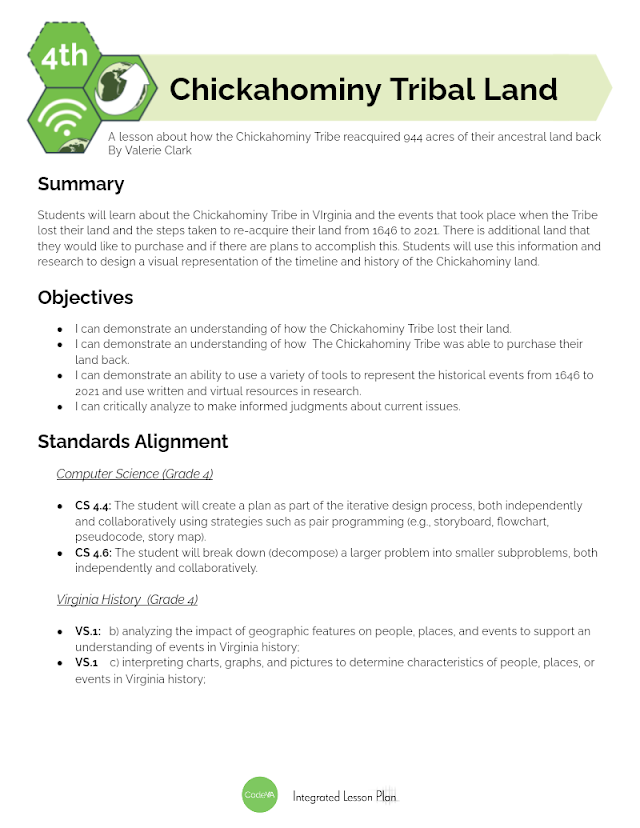 4th
Chickahominy Tribal Land
A lesson about how the Chickahominy Tribe reacquired 944 acres of their ancestral land back
By Valerie Clark
Summary
Students will learn about the Chickahominy Tribe in VIrginia and the events that took place when the Tribe
lost their land and the steps taken to re-acquire their land from 1646 to 2021. There is additional land that
they would like to purchase and if there are plans to accomplish this. Students will use this information and
research to design a visual representation of the timeline and history of the Chickahominy land.
Objectives
● I can demonstrate an understanding of how the Chickahominy Tribe lost their land.
● I can demonstrate an understanding of how  The Chickahominy Tribe was able to purchase their
land back.
● I can demonstrate an ability to use a variety of tools to represent the historical events from 1646 to
2021 and use written and virtual resources in research.
● I can critically analyze to make informed judgments about current issues.
Standards Alignment
Computer Science (Grade 4)
● CS 4.4: The student will create a plan as part of the iterative design process, both independently
and collaboratively using strategies such as pair programming (e.g., storyboard, flowchart,
pseudocode, story map).
● CS 4.6: The student will break down (decompose) a larger problem into smaller subproblems, both
independently and collaboratively.
Virginia History  (Grade 4)
● VS.1:  b) analyzing the impact of geographic features on people, places, and events to support an
understanding of events in Virginia history;
● VS.1   c) interpreting charts, graphs, and pictures to determine characteristics of people, places, or
events in Virginia history;
CodeVA Integrated Lesson Plan